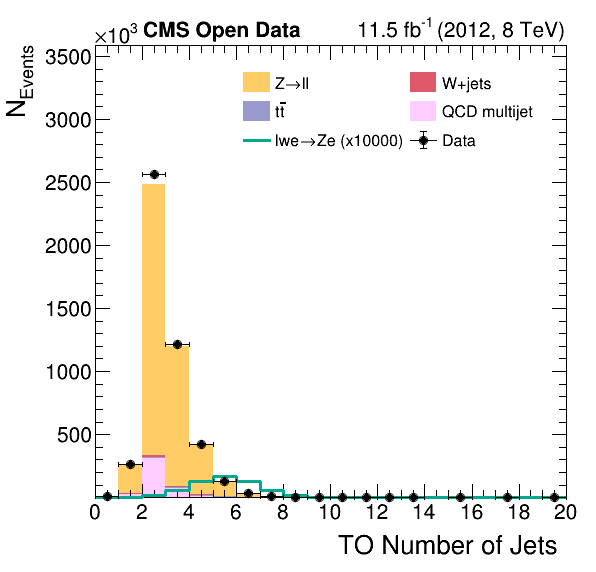 ×10³ CMS Open Data 11.5 fb⁻¹ (2012, 8 TeV)
N_Events
3500
3000
2500
2000
1500
1000
500
Z→ll W+jets
tt̄ QCD multijet
lwe→Ze (x10000) Data
0 2 4 6 8 10 12 14 16 18 20
TO Number of Jets